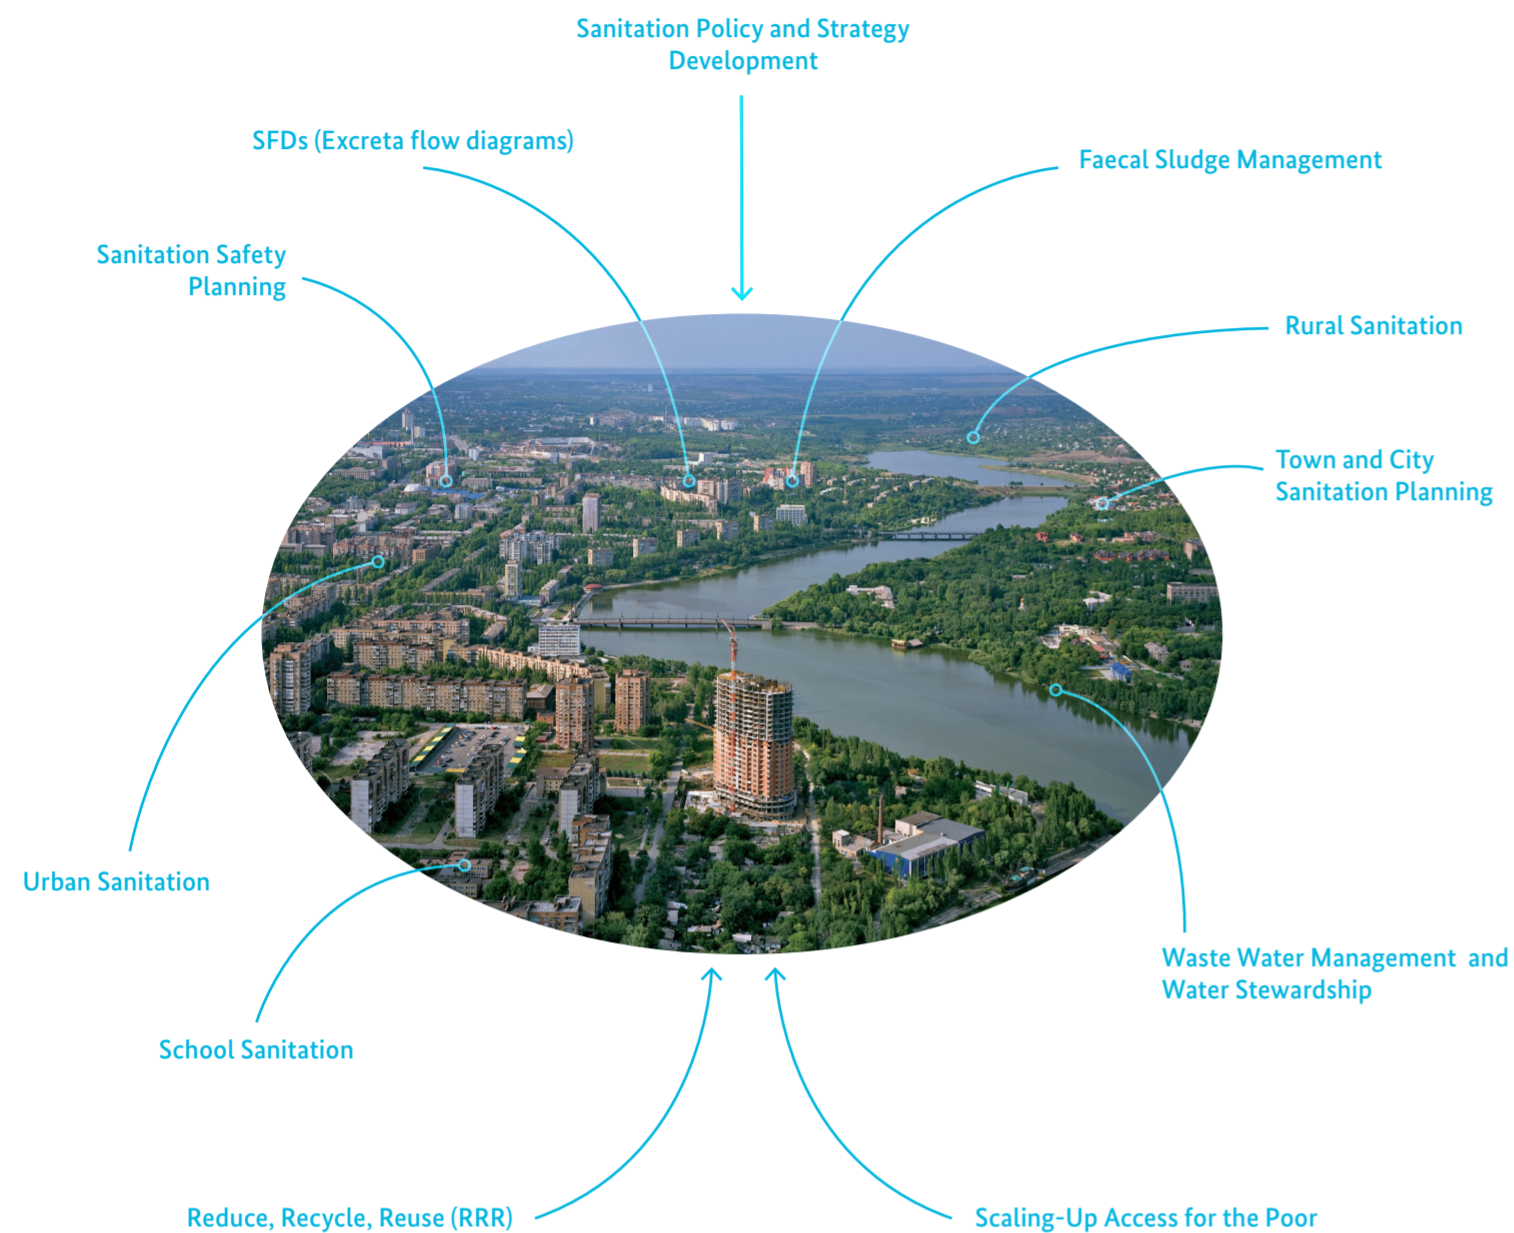 Sanitation Policy and Strategy
Development
SFDs (Excreta flow diagrams)
Faecal Sludge Management
Sanitation Safety
Planning
Rural Sanitation
Town and City
Sanitation Planning
Urban Sanitation
Waste Water Management and
Water Stewardship
School Sanitation
Reduce, Recycle, Reuse (RRR)
Scaling-Up Access for the Poor